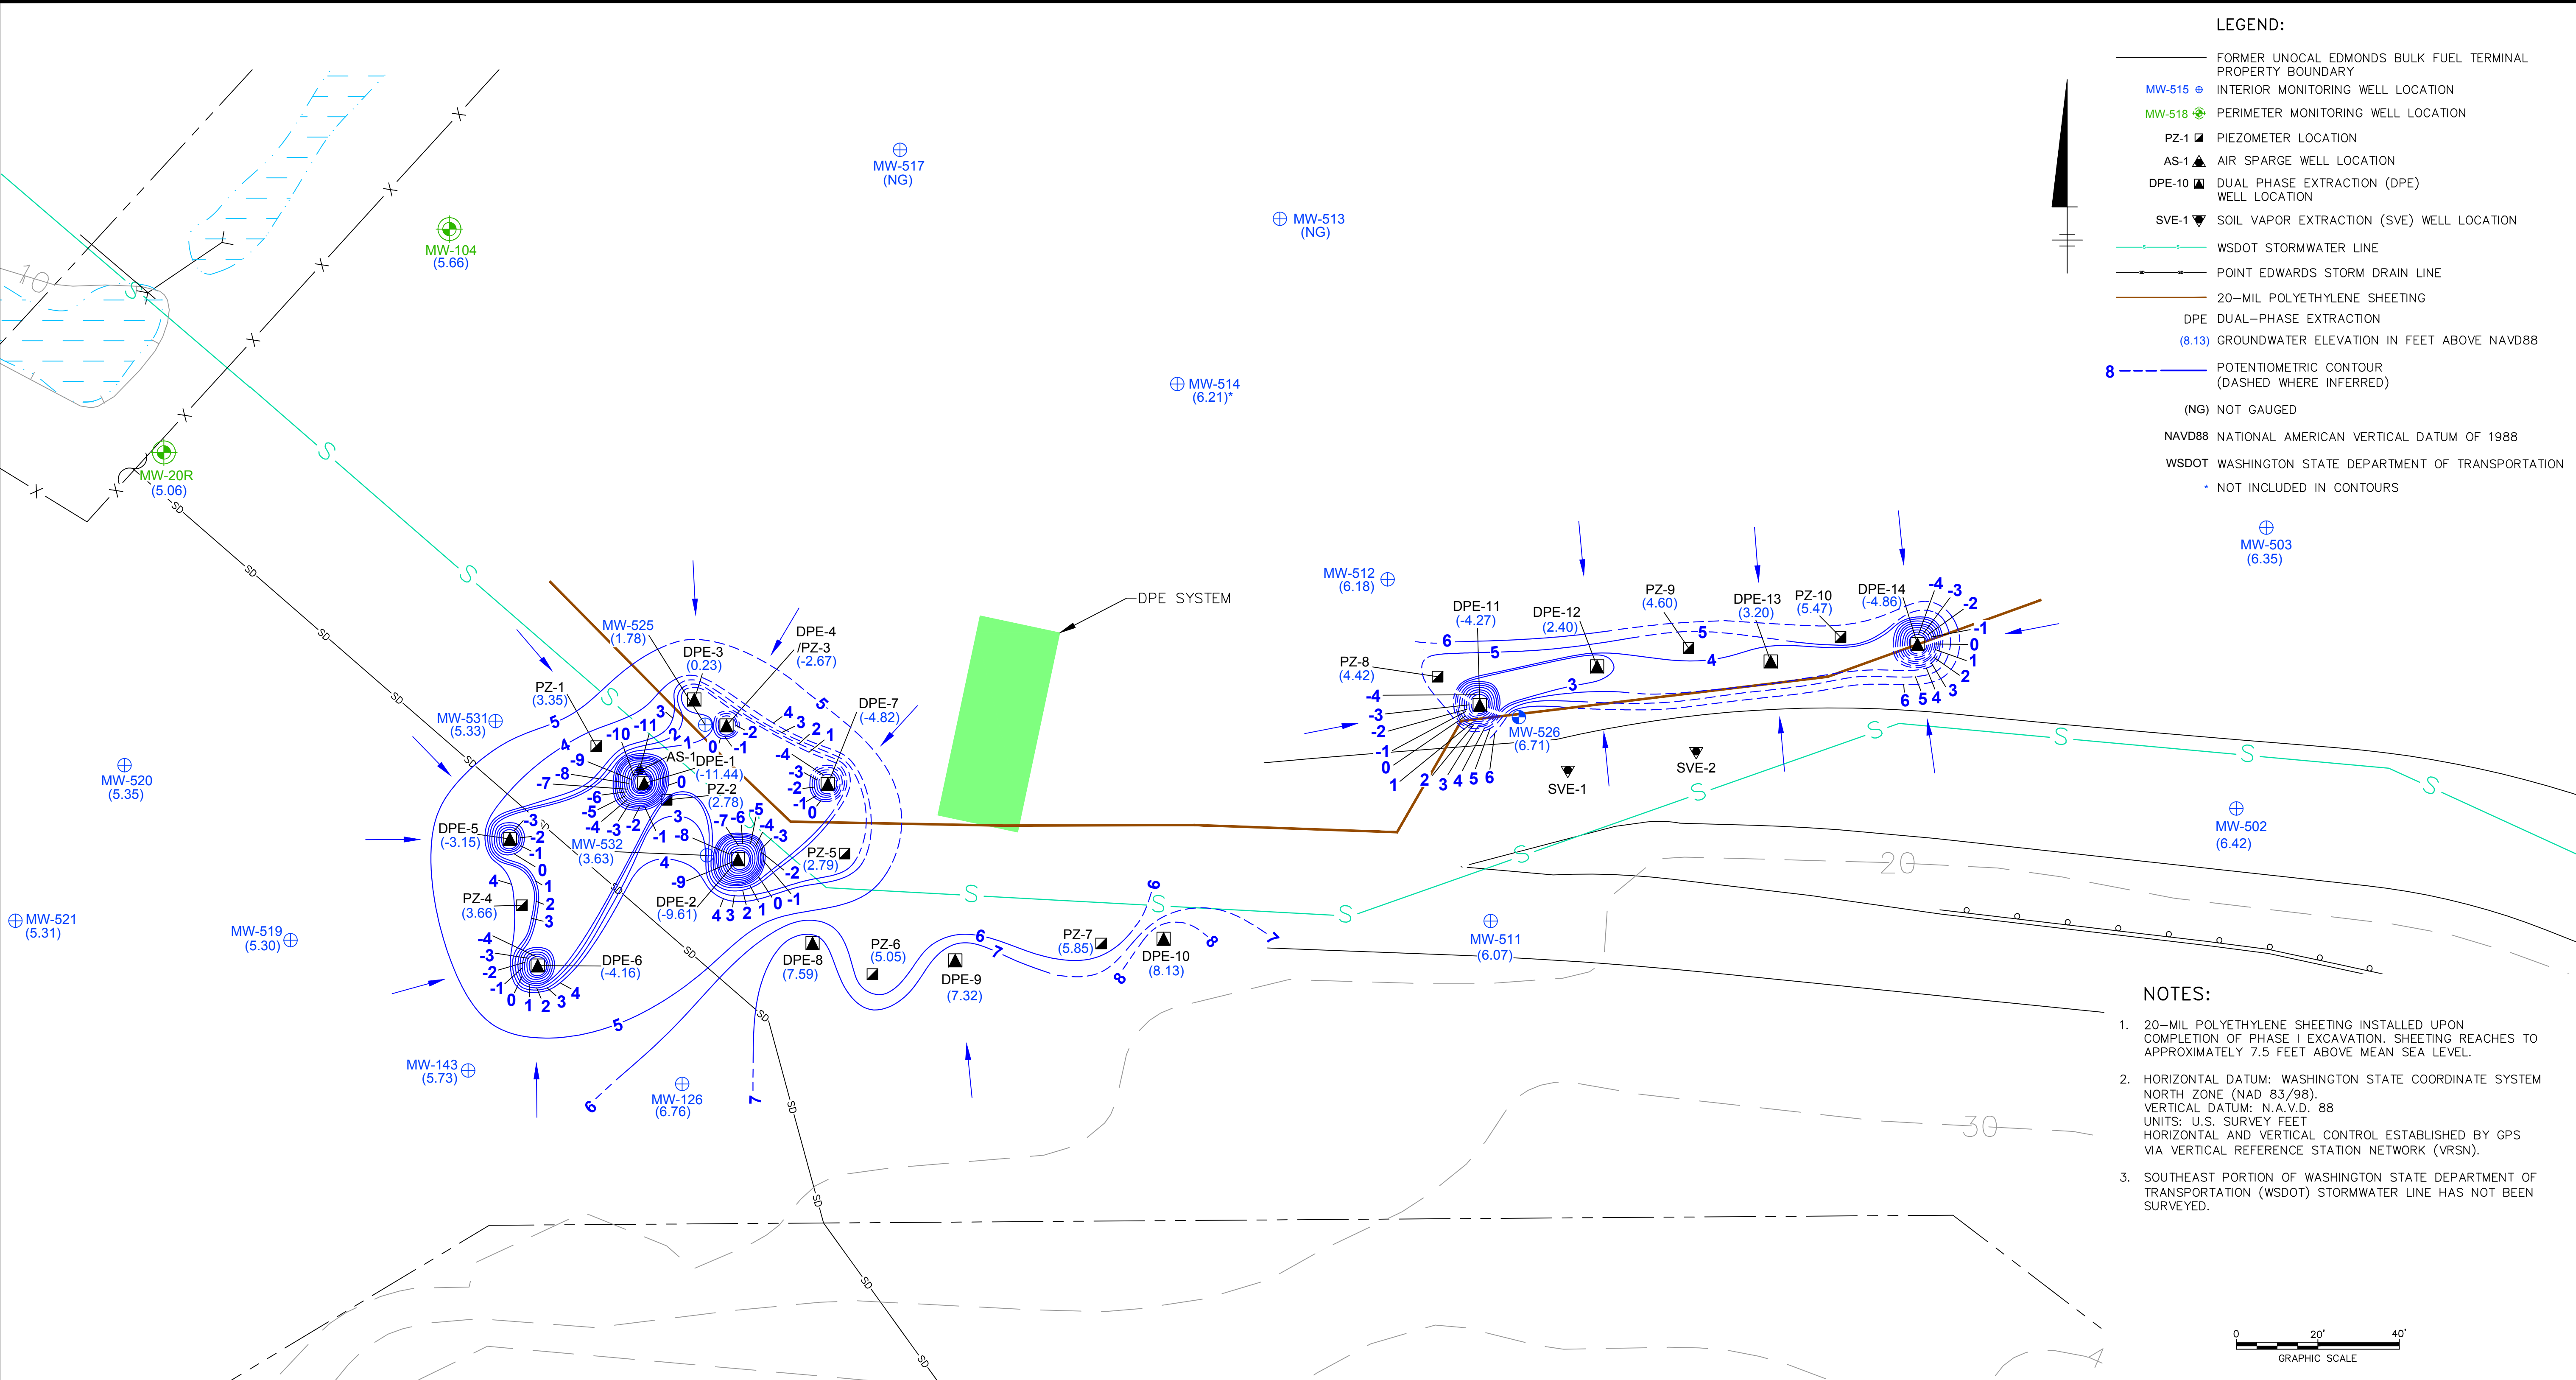 LEGEND:
FORMER UNOCAL EDMONDS BULK FUEL TERMINAL
PROPERTY BOUNDARY
MW-515 INTERIOR MONITORING WELL LOCATION
MW-518 PERIMETER MONITORING WELL LOCATION
PZ-1 PIEZOMETER LOCATION
AS-1 AIR SPARGE WELL LOCATION
DPE-10 DUAL PHASE EXTRACTION (DPE)
WELL LOCATION
SVE-1 SOIL VAPOR EXTRACTION (SVE) WELL LOCATION
S S WSDOT STORMWATER LINE
SD SD POINT EDWARDS STORM DRAIN LINE
20-MIL POLYETHYLENE SHEETING
DPE DUAL-PHASE EXTRACTION
(8.13) GROUNDWATER ELEVATION IN FEET ABOVE NAVD88
8 POTENTIOMETRIC CONTOUR
(DASHED WHERE INFERRED)
(NG) NOT GAUGED
NAVD88 NATIONAL AMERICAN VERTICAL DATUM OF 1988
WSDOT WASHINGTON STATE DEPARTMENT OF TRANSPORTATION
* NOT INCLUDED IN CONTOURS
MW-517
(NG)
MW-513
(NG)
MW-104
(5.66)
10
MW-514
(6.21)*
MW-20R
(5.06)
MW-503
(6.35)
MW-512
(6.18)
DPE SYSTEM
MW-525
(1.78)
DPE-3
(0.23)
DPE-4
/PZ-3
(-2.67)
DPE-7
(-4.82)
PZ-1
(3.35)
MW-531
(5.33)
AS-1
DPE-1
(-11.44)
PZ-2
(2.78)
MW-520
(5.35)
DPE-5
(-3.15)
MW-532
(3.63)
PZ-5
(2.79)
PZ-4
(3.66)
DPE-2
(-9.61)
MW-521
(5.31)
MW-519
(5.30)
DPE-6
(-4.16)
DPE-8
(7.59)
PZ-6
(5.05)
DPE-9
(7.32)
PZ-7
(5.85)
DPE-10
(8.13)
MW-143
(5.73)
MW-126
(6.76)
PZ-8
(4.42)
DPE-11
(-4.27)
DPE-12
(2.40)
PZ-9
(4.60)
DPE-13
(3.20)
PZ-10
(5.47)
DPE-14
(-4.86)
MW-526
(6.71)
SVE-1
SVE-2
MW-502
(6.42)
MW-511
(6.07)
20
30
NOTES:
1. 20-MIL POLYETHYLENE SHEETING INSTALLED UPON
COMPLETION OF PHASE I EXCAVATION. SHEETING REACHES TO
APPROXIMATELY 7.5 FEET ABOVE MEAN SEA LEVEL.
2. HORIZONTAL DATUM: WASHINGTON STATE COORDINATE SYSTEM
NORTH ZONE (NAD 83/98).
VERTICAL DATUM: N.A.V.D. 88
UNITS: U.S. SURVEY FEET
HORIZONTAL AND VERTICAL CONTROL ESTABLISHED BY GPS
VIA VERTICAL REFERENCE STATION NETWORK (VRSN).
3. SOUTHEAST PORTION OF WASHINGTON STATE DEPARTMENT OF
TRANSPORTATION (WSDOT) STORMWATER LINE HAS NOT BEEN
SURVEYED.
0 20' 40'
GRAPHIC SCALE